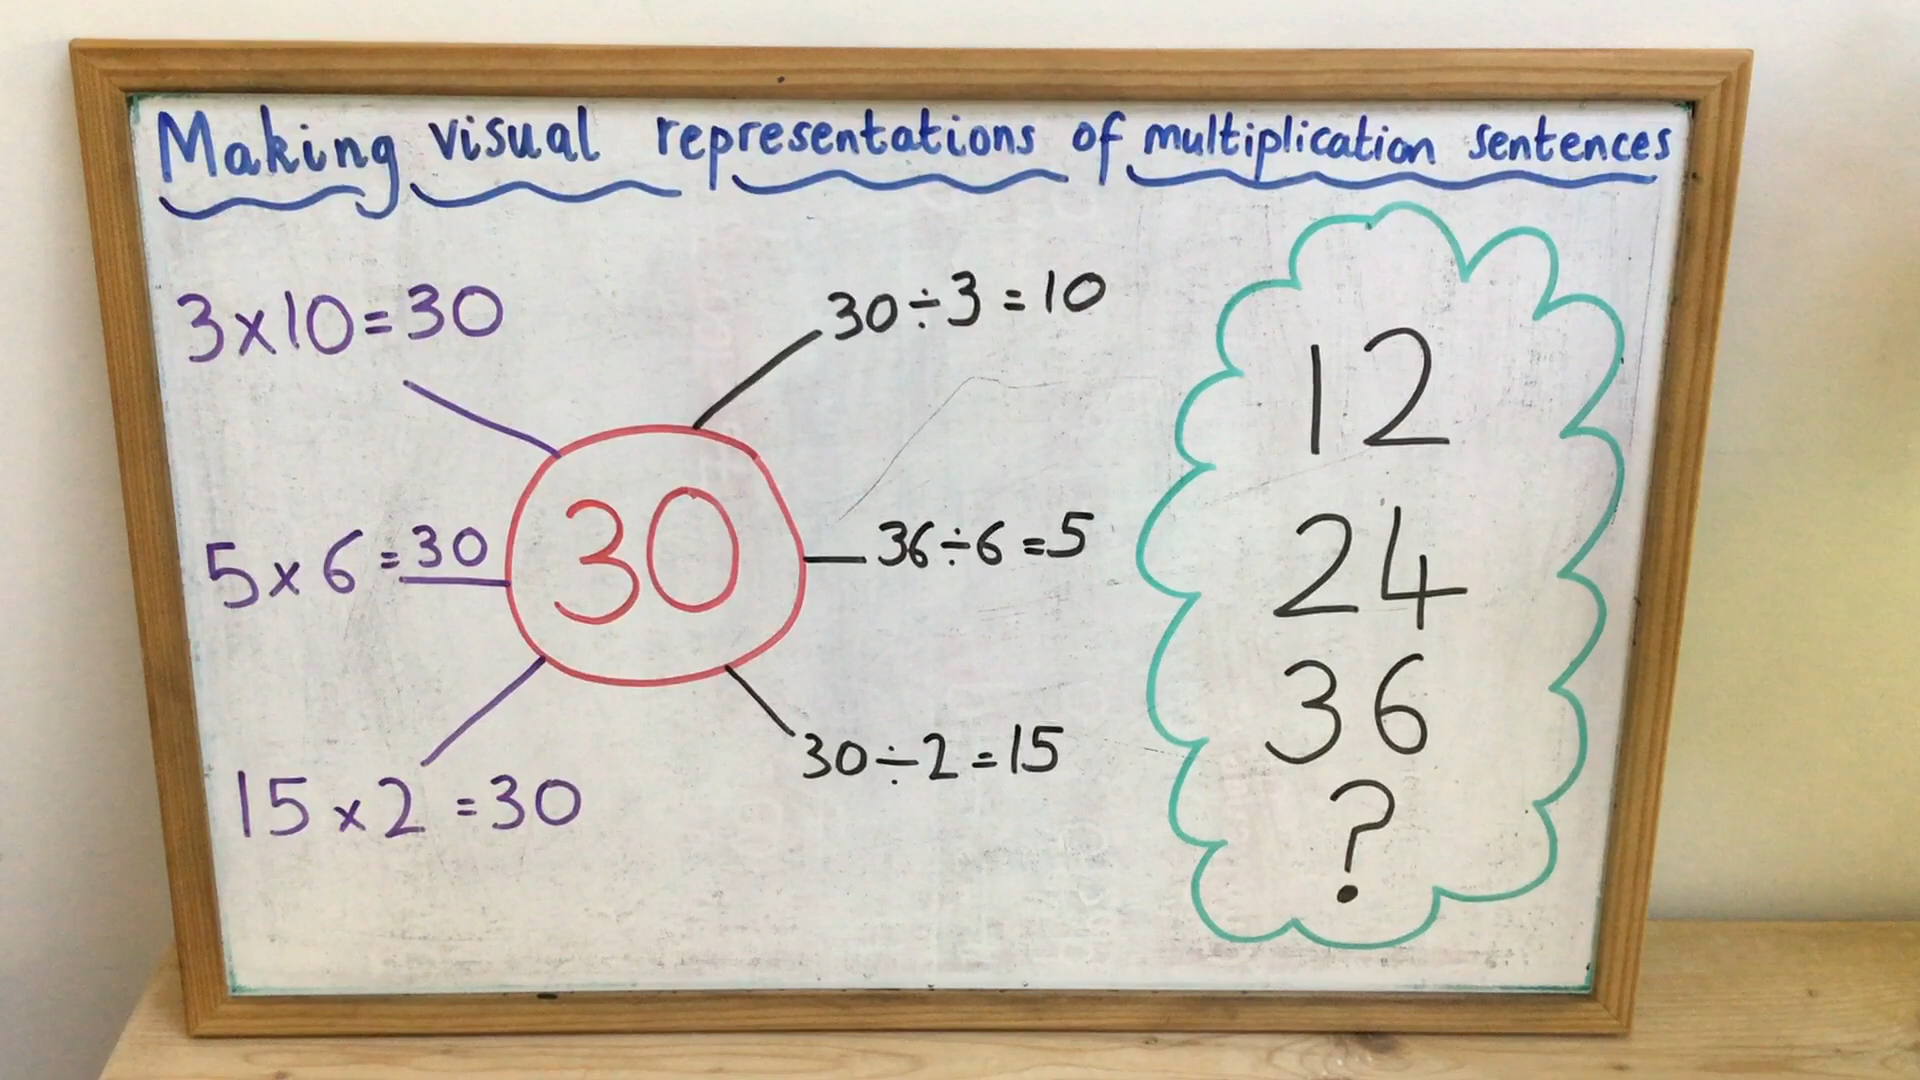 Making visual representations of multiplication sentences
3x10=30
30÷3=10
5x6=30
30
36÷6=5
15x2=30
30÷2=15
12
24
36
?